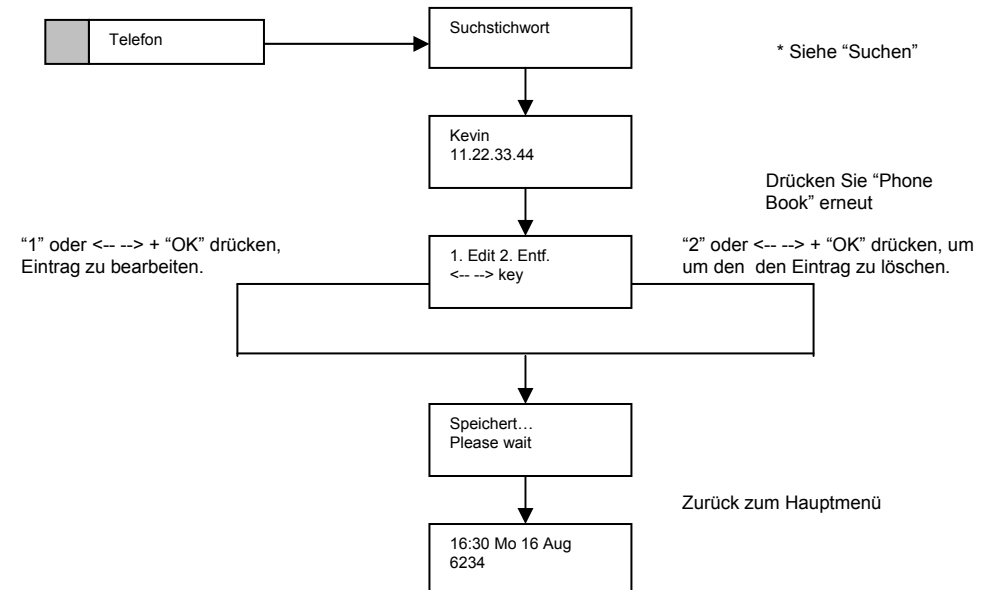 Telefon
Suchstichwort
* Siehe “Suchen”
Kevin
11.22.33.44
Drücken Sie “Phone
Book” erneut
“1” oder <-- --> + “OK” drücken,
Eintrag zu bearbeiten.
1. Edit 2. Entf.
<-- --> key
“2” oder <-- --> + “OK” drücken, um
um den den Eintrag zu löschen.
Speichert…
Please wait
Zurück zum Hauptmenü
16:30 Mo 16 Aug
6234